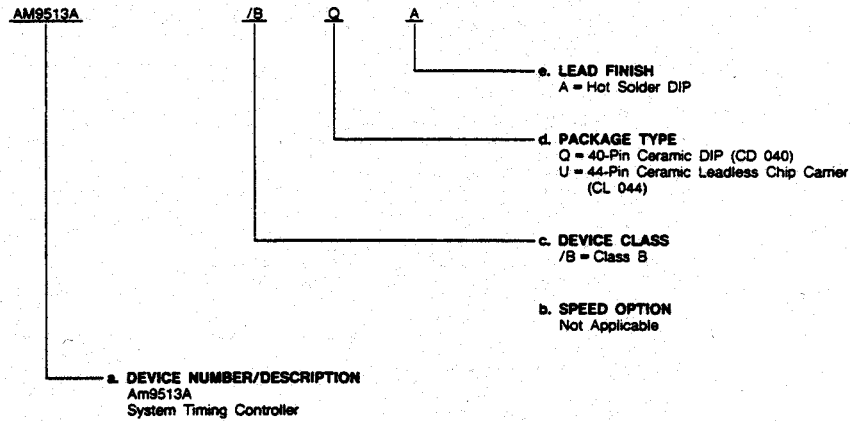 AM9513A /B Q A
e. LEAD FINISH
A = Hot Solder DIP
d. PACKAGE TYPE
Q = 40-Pin Ceramic DIP (CD 040)
U = 44-Pin Ceramic Leadless Chip Carrier
(CL 044)
c. DEVICE CLASS
/B = Class B
b. SPEED OPTION
Not Applicable
a. DEVICE NUMBER/DESCRIPTION
Am9513A
System Timing Controller